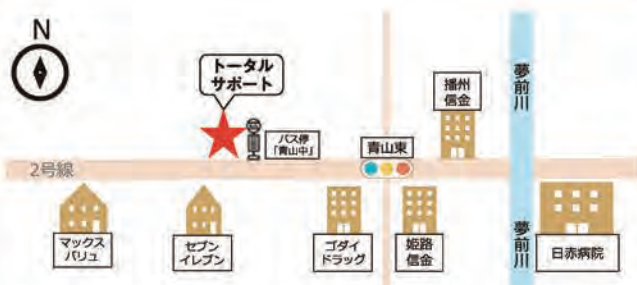 N
トータル
サポート
バス停
「青山中」
青山東
播州
信金
夢前川
2号線
マックス
バリュ
セブン
イレブン
ゴダイ
ドラッグ
姫路
信金
夢前川
日赤病院